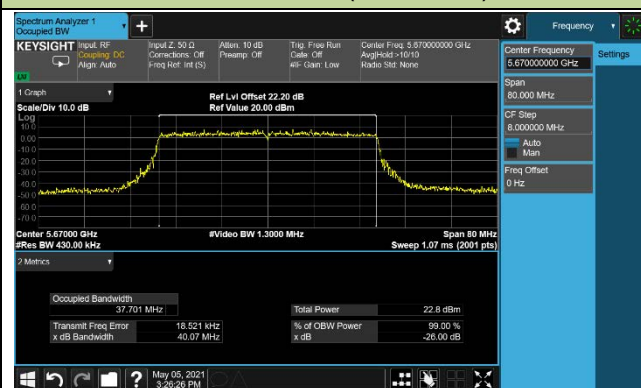 Spectrum Analyzer 1
Occupied BW
Frequency
KEYSIGHT
Input: RF
Coupling: DC
Align: Auto
Input Z: 50 Ω
Corrections: Off
Freq Ref: Int (S)
Atten: 10 dB
Preamp: Off
Trig: Free Run
Gate: Off
#IF Gain: Low
Center Freq: 5.670000000 GHz
Avg|Hold:>10/10
Radio Std: None
Center Frequency
5.670000000 GHz
Settings
Span
80.000 MHz
CF Step
8.000000 MHz
Auto
Man
Freq Offset
0 Hz
1 Graph
Scale/Div 10.0 dB
Ref Lvl Offset 22.20 dB
Ref Value 20.00 dBm
Log
10.0
0.00
-10.0
-20.0
-30.0
-40.0
-50.0
-60.0
-70.0
Center 5.67000 GHz
#Video BW 1.3000 MHz
Span 80 MHz
#Res BW 430.00 kHz
Sweep 1.07 ms (2001 pts)
2 Metrics
Occupied Bandwidth
37.701 MHz
Total Power 22.8 dBm
Transmit Freq Error 18.521 kHz
% of OBW Power 99.00 %
x dB Bandwidth 40.07 MHz
x dB -26.00 dB
May 05, 2021
3:26:26 PM